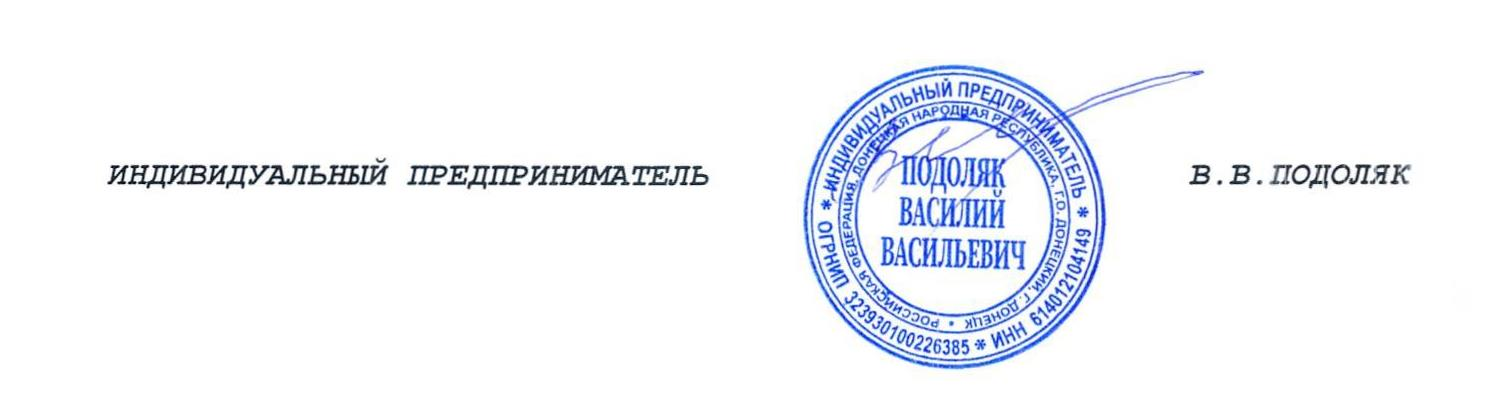 ИНДИВИДУАЛЬНЫЙ ПРЕДПРИНИМАТЕЛЬ
* ИНДИВИДУАЛЬНЫЙ ПРЕДПРИНИМАТЕЛЬ *
ОГРНИП 323930100226385 * ИНН 614012104149
РОССИЙСКАЯ ФЕДЕРАЦИЯ, ДОНЕЦКАЯ НАРОДНАЯ РЕСПУБЛИКА, Г.О. ДОНЕЦКИЙ, Г. ДОНЕЦК •
ПОДОЛЯК
ВАСИЛИЙ
ВАСИЛЬЕВИЧ
В.В.ПОДОЛЯК